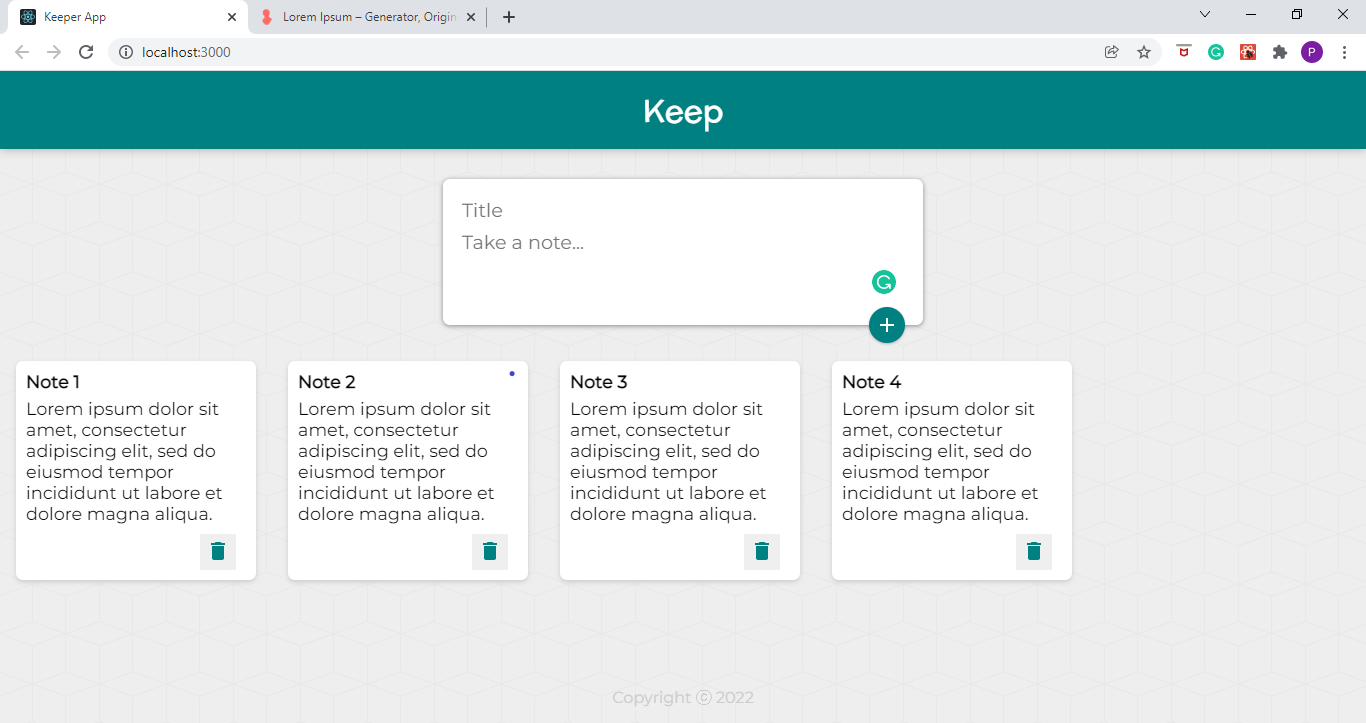 Keeper App
Lorem Ipsum – Generator, Origin
localhost:3000
P
Keep
Title
Take a note...
Note 1
Lorem ipsum dolor sit
amet, consectetur
adipiscing elit, sed do
eiusmod tempor
incididunt ut labore et
dolore magna aliqua.
Note 2
Lorem ipsum dolor sit
amet, consectetur
adipiscing elit, sed do
eiusmod tempor
incididunt ut labore et
dolore magna aliqua.
Note 3
Lorem ipsum dolor sit
amet, consectetur
adipiscing elit, sed do
eiusmod tempor
incididunt ut labore et
dolore magna aliqua.
Note 4
Lorem ipsum dolor sit
amet, consectetur
adipiscing elit, sed do
eiusmod tempor
incididunt ut labore et
dolore magna aliqua.
Copyright ⓒ 2022